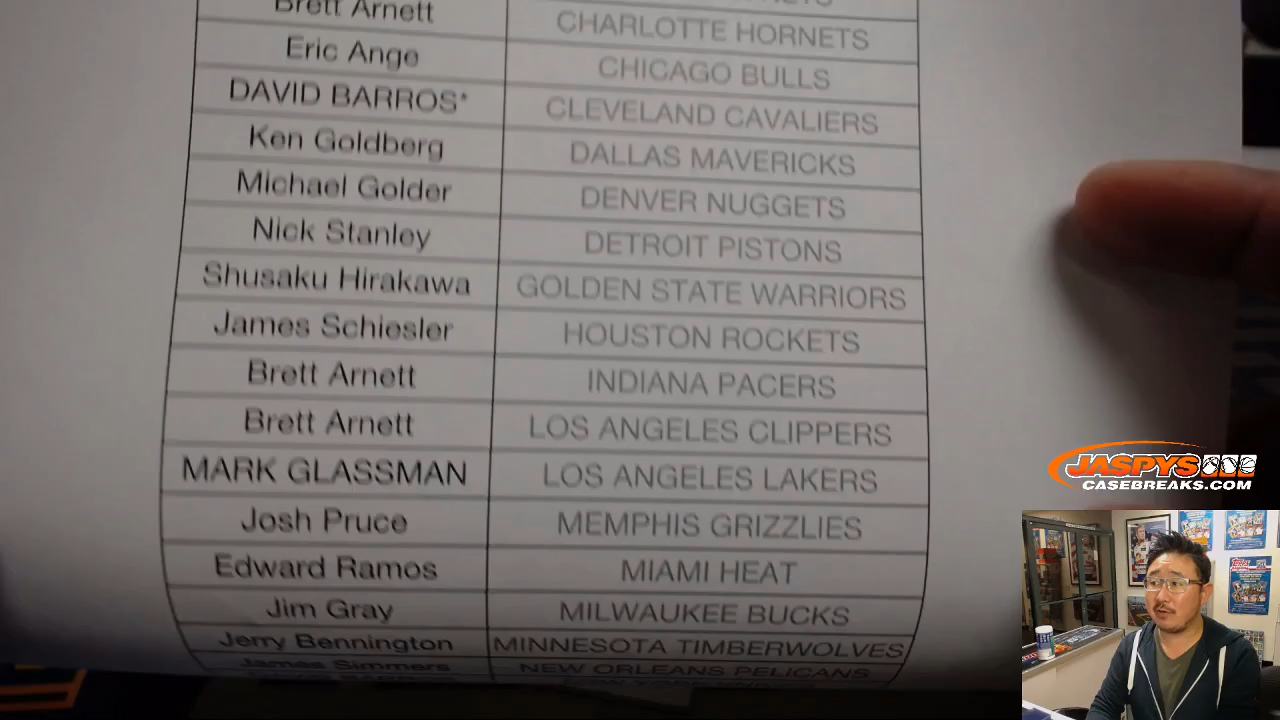 Brett Arnett CHARLOTTE HORNETS
Eric Ange CHICAGO BULLS
DAVID BARROS* CLEVELAND CAVALIERS
Ken Goldberg DALLAS MAVERICKS
Michael Golder DENVER NUGGETS
Nick Stanley DETROIT PISTONS
Shusaku Hirakawa GOLDEN STATE WARRIORS
James Schiesler HOUSTON ROCKETS
Brett Arnett INDIANA PACERS
Brett Arnett LOS ANGELES CLIPPERS
MARK GLASSMAN LOS ANGELES LAKERS
Josh Pruce MEMPHIS GRIZZLIES
Edward Ramos MIAMI HEAT
Jim Gray MILWAUKEE BUCKS
Jerry Bennington MINNESOTA TIMBERWOLVES
James Simmers NEW ORLEANS PELICANS
JASPYS
CASEBREAKS.COM